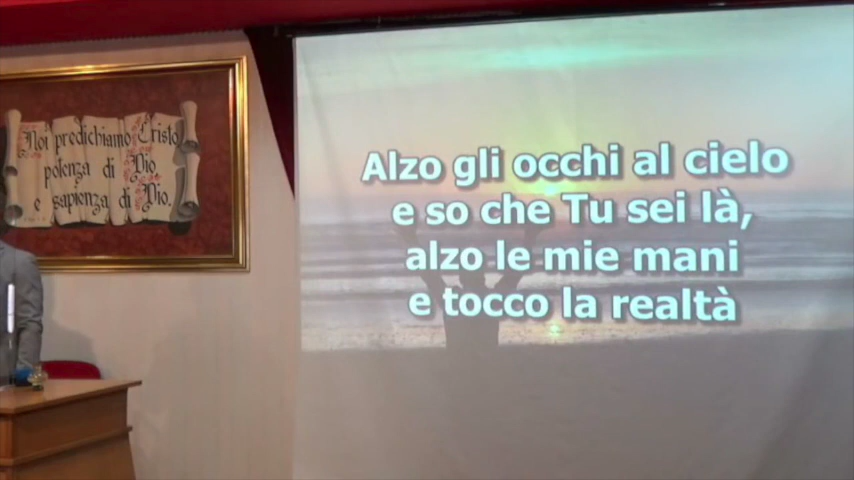 Noi predichiamo Cristo
potenza di Dio
e sapienza di Dio.
Alzo gli occhi al cielo
e so che Tu sei là,
alzo le mie mani
e tocco la realtà